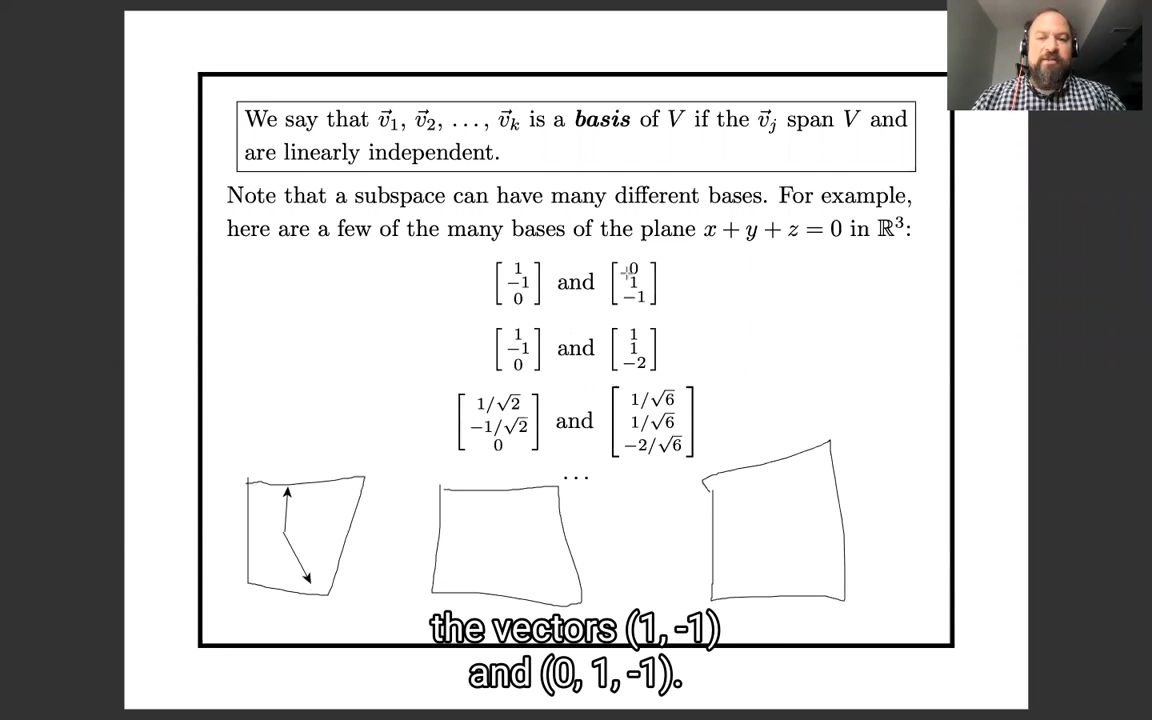 We say that v⃗₁, v⃗₂, …, v⃗ₖ is a basis of V if the v⃗ⱼ span V and
are linearly independent.
Note that a subspace can have many different bases. For example,
here are a few of the many bases of the plane x + y + z = 0 in ℝ³:
[1 −1 0] and [0 1 −1]
[1 −1 0] and [1 1 −2]
[1/√2 −1/√2 0] and [1/√6 1/√6 −2/√6]
…
the vectors (1, -1)
and (0, 1, -1).